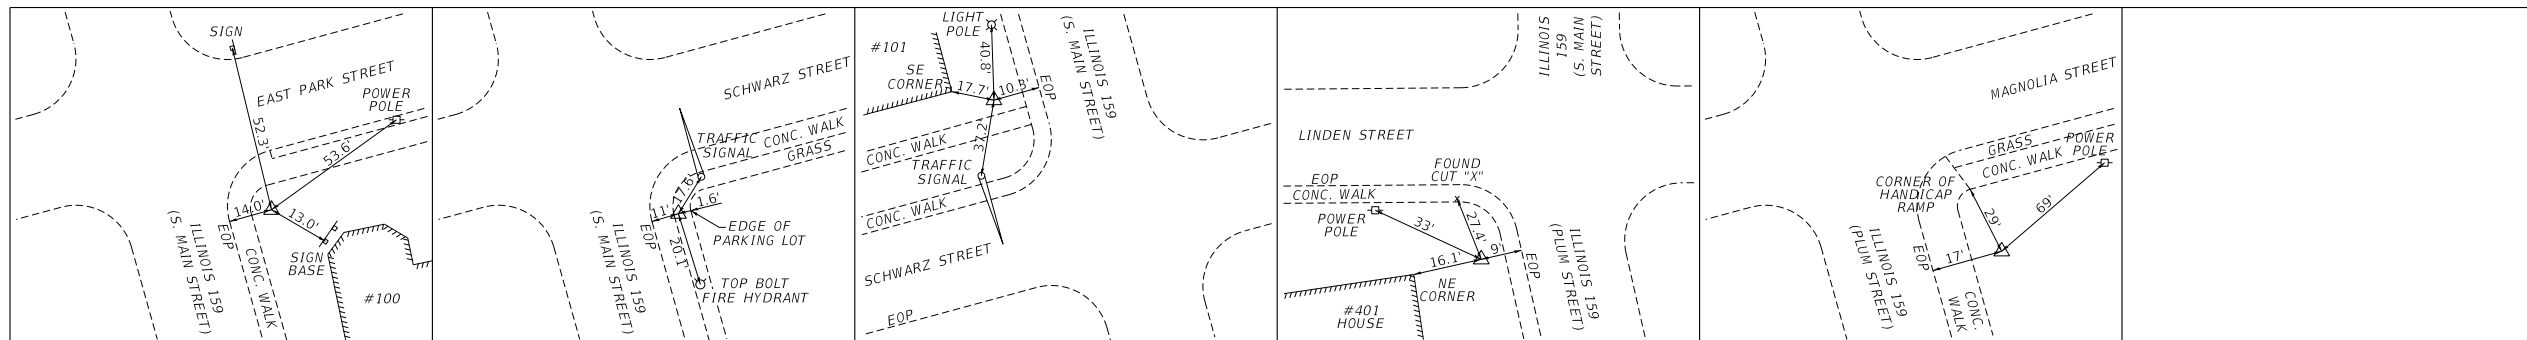 SIGN
EAST PARK STREET
POWER
POLE
52.3'
53.6'
14.0'
13.0'
EOP
ILLINOIS 159
(S. MAIN STREET)
CONC. WALK
SIGN
BASE
#100
SCHWARZ STREET
TRAFFIC
SIGNAL
CONC. WALK
GRASS
17.6'
11'
1.6'
EDGE OF
PARKING LOT
20.1'
EOP
ILLINOIS 159
(S. MAIN STREET)
TOP BOLT
FIRE HYDRANT
LIGHT
POLE
#101
40.8'
SE
CORNER
17.7'
10.3'
EOP
ILLINOIS 159
(S. MAIN STREET)
37.2'
CONC. WALK
TRAFFIC
SIGNAL
CONC. WALK
SCHWARZ STREET
EOP
ILLINOIS
159
(S. MAIN
STREET)
LINDEN STREET
FOUND
CUT "X"
EOP
CONC. WALK
POWER
POLE
33'
27.4'
9'
16.1'
EOP
ILLINOIS 159
(PLUM STREET)
NE
CORNER
#401
HOUSE
MAGNOLIA STREET
GRASS
CONC. WALK
POWER
POLE
CORNER OF
HANDICAP
RAMP
29'
69'
17'
EOP
ILLINOIS 159
(PLUM STREET)
CONC.
WALK